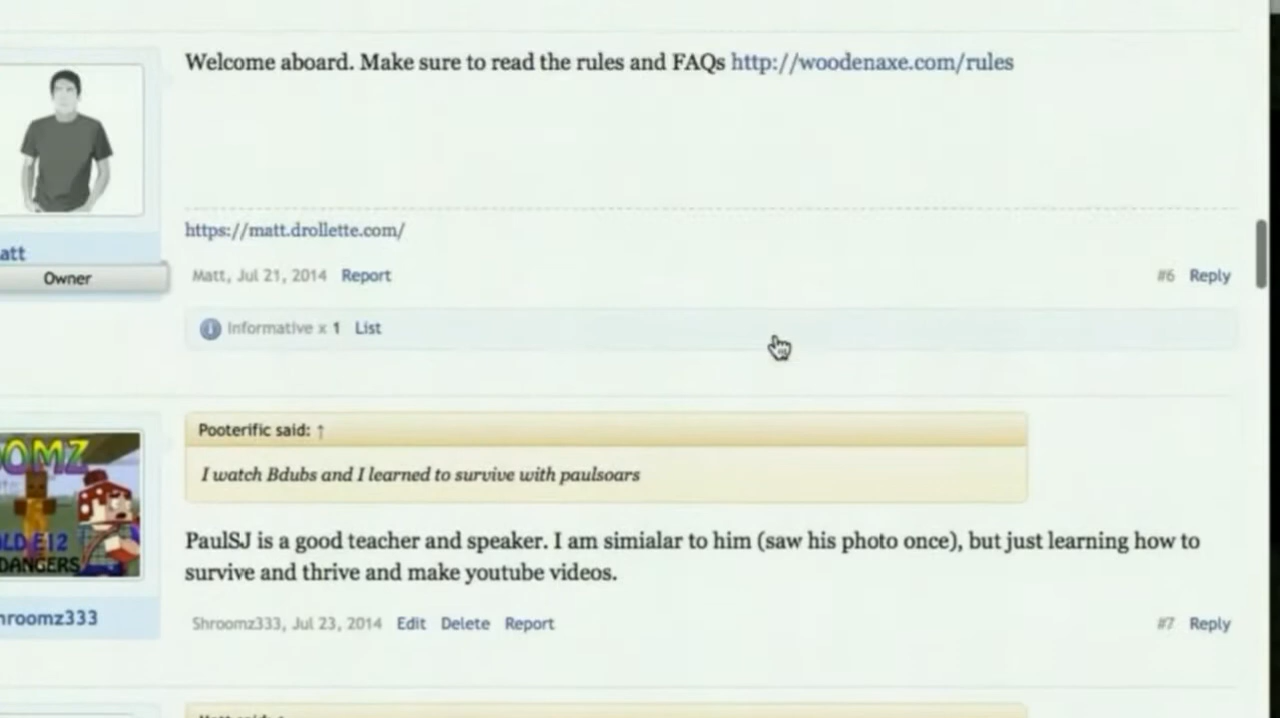 Welcome aboard. Make sure to read the rules and FAQs http://woodenaxe.com/rules
https://matt.drollette.com/
att
Owner
Matt, Jul 21, 2014 Report
#6 Reply
Informative x 1 List
Pooterific said: ↑
I watch Bdubs and I learned to survive with paulsoars
OMZ
LD E12
DANGERS
hroomz333
PaulSJ is a good teacher and speaker. I am simialar to him (saw his photo once), but just learning how to
survive and thrive and make youtube videos.
Shroomz333, Jul 23, 2014 Edit Delete Report
#7 Reply